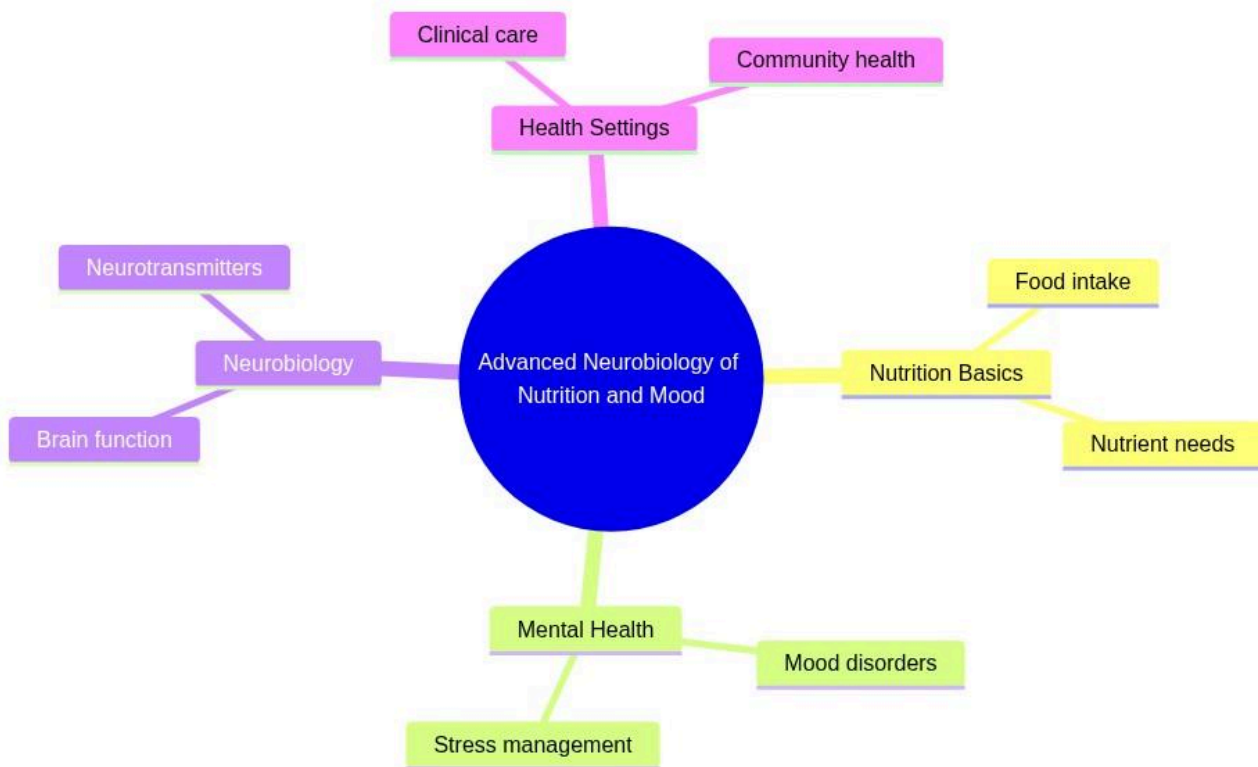 Clinical care
Community health
Health Settings
Neurotransmitters
Food intake
Neurobiology
Advanced Neurobiology of
Nutrition and Mood
Nutrition Basics
Brain function
Nutrient needs
Mental Health
Mood disorders
Stress management